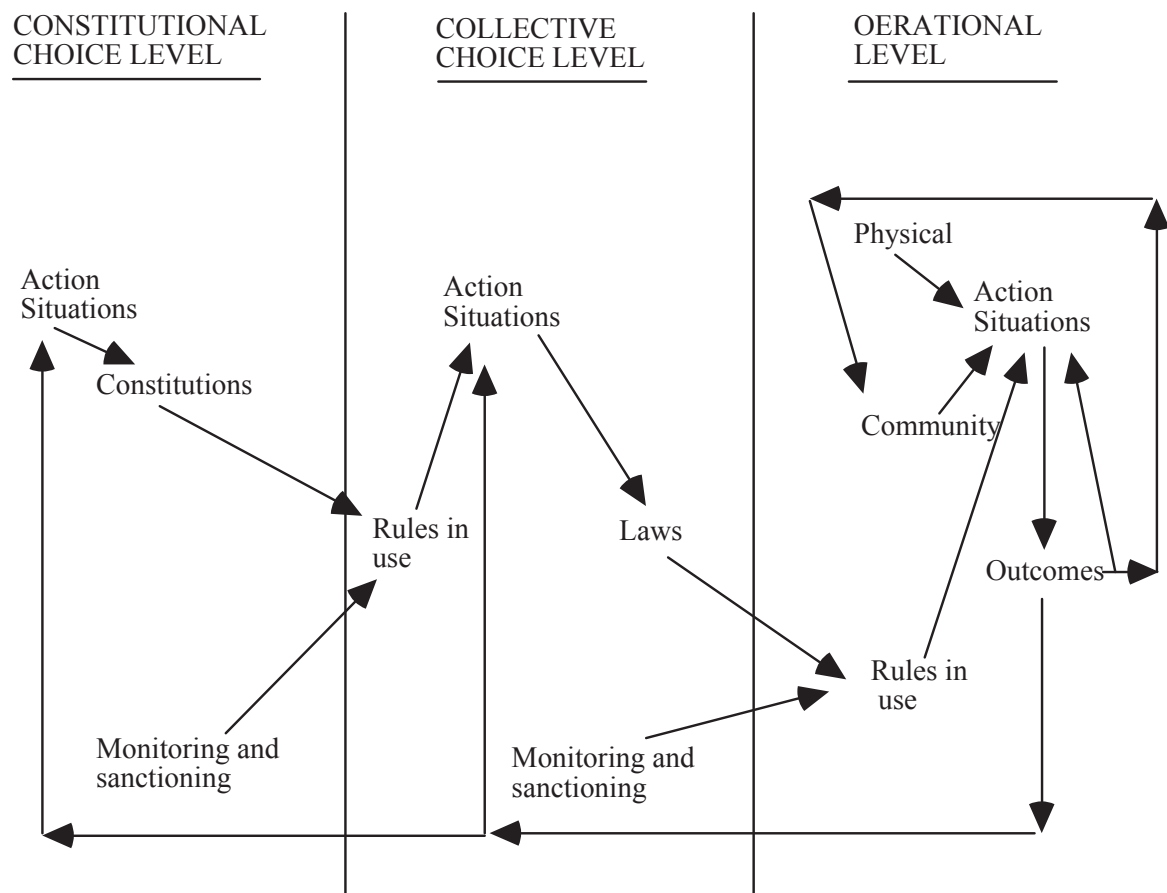 CONSTITUTIONAL
CHOICE LEVEL
COLLECTIVE
CHOICE LEVEL
OERATIONAL
LEVEL
Action
Situations
Constitutions
Monitoring and
sanctioning
Rules in
use
Action
Situations
Laws
Monitoring and
sanctioning
Physical
Action
Situations
Community
Outcomes
Rules in
use